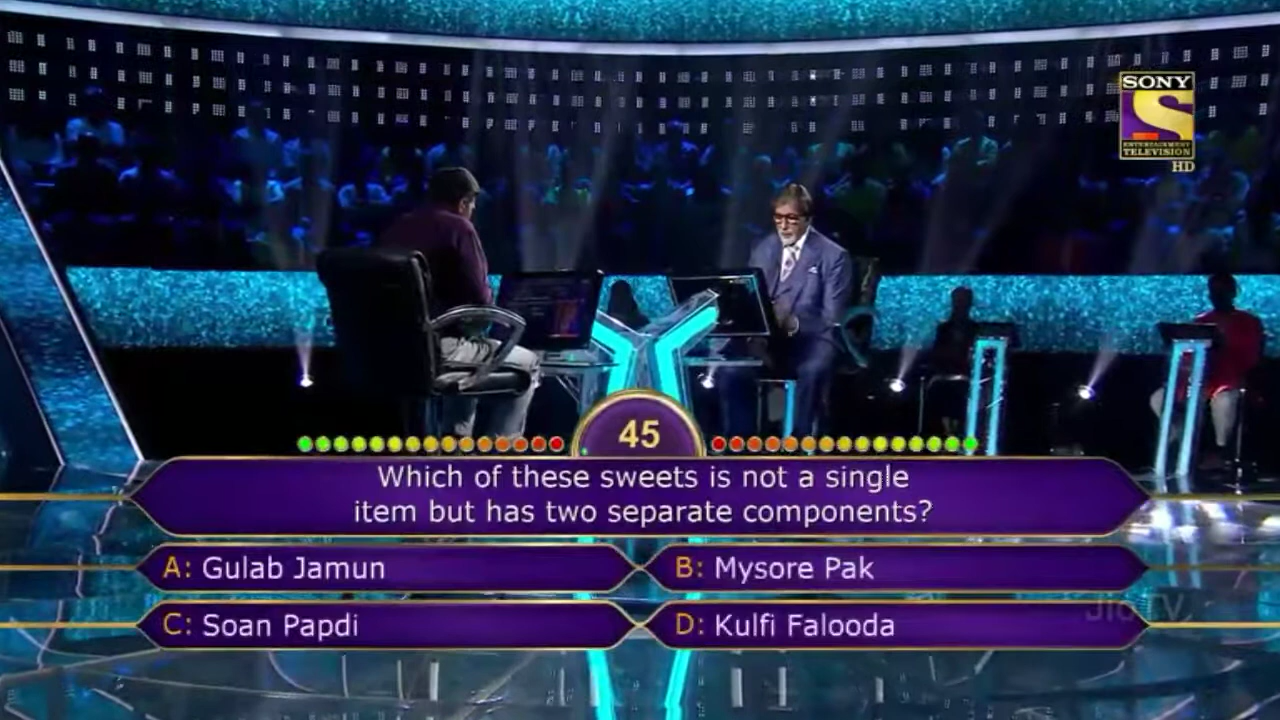 SONY
ENTERTAINMENT
TELEVISION
HD
45
Which of these sweets is not a single
item but has two separate components?
A: Gulab Jamun
B: Mysore Pak
C: Soan Papdi
D: Kulfi Falooda
JioTV